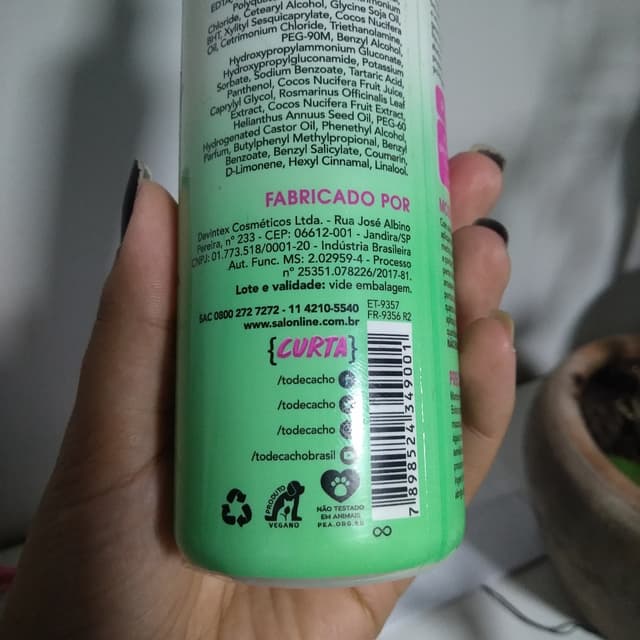 Polyqua
Chloride, Cetearyl Alcohol, Glycine Soja Oil,
BHT, Xylityl Sesquicaprylate, Cocos Nucifera
Oil, Cetrimonium Chloride, Triethanolamine,
PEG-90M, Benzyl Alcohol,
Hydroxypropylammonium Gluconate,
Hydroxypropylgluconamide, Potassium
Sorbate, Sodium Benzoate, Tartaric Acid,
Panthenol, Cocos Nucifera Fruit Juice,
Caprylyl Glycol, Rosmarinus Officinalis Leaf
Extract, Cocos Nucifera Fruit Extract,
Helianthus Annuus Seed Oil, PEG-60
Hydrogenated Castor Oil, Phenethyl Alcohol,
Parfum, Butylphenyl Methylpropional, Benzyl
Benzoate, Benzyl Salicylate, Coumarin,
D-Limonene, Hexyl Cinnamal, Linalool.
FABRICADO POR
Devintex Cosméticos Ltda. - Rua José Albino
Pereira, nº 233 - CEP: 06612-001 - Jandira/SP
CNPJ: 01.773.518/0001-20 - Indústria Brasileira
Aut. Func. MS: 2.02959-4 - Processo
nº 25351.078226/2017-81.
Lote e validade: vide embalagem.
SAC 0800 272 7272 - 11 4210-5540
www.salonline.com.br
ET-9357
FR-9356 R2
{CURTA}
/todecacho
/todecacho
/todecacho
/todecachobrasil
PRODUTO
VEGANO
NÃO TESTADO
EM ANIMAIS
PEA.ORG.BR
7 898524 349001